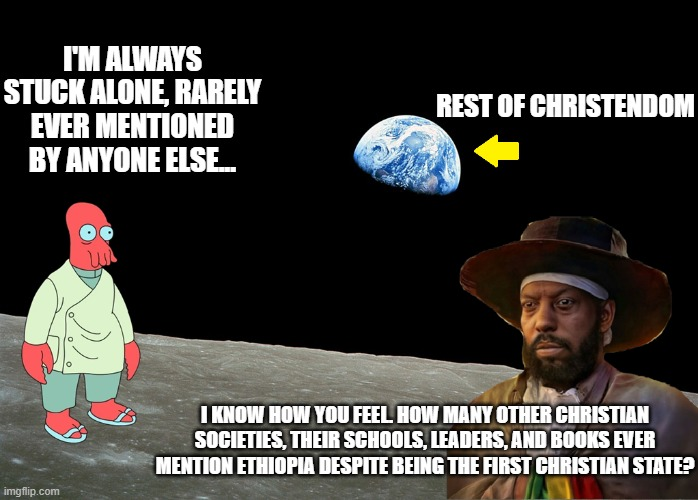 I'M ALWAYS
STUCK ALONE, RARELY
EVER MENTIONED
BY ANYONE ELSE...
REST OF CHRISTENDOM
I KNOW HOW YOU FEEL. HOW MANY OTHER CHRISTIAN
SOCIETIES, THEIR SCHOOLS, LEADERS, AND BOOKS EVER
MENTION ETHIOPIA DESPITE BEING THE FIRST CHRISTIAN STATE?
imgflip.com